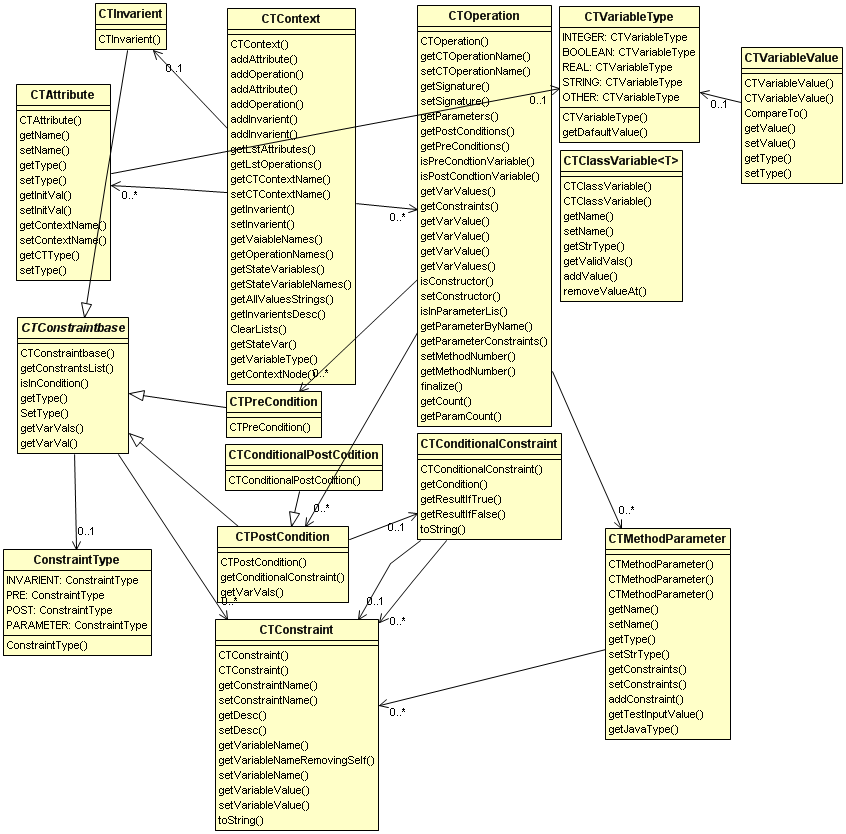 CTInvarient
CTInvarient()
CTContext
CTContext()
addAttribute()
addOperation()
addAttribute()
addOperation()
addInvarient()
addInvarient()
getLstAttributes()
getLstOperations()
getCTContextName()
setCTContextName()
getInvarient()
setInvarient()
getVaiableNames()
getOperationNames()
getStateVariables()
getStateVariableNames()
getAllValuesStrings()
getInvarientsDesc()
ClearLists()
getStateVar()
getVariableType()
getContextNode()
CTOperation
CTOperation()
getCTOperationName()
setCTOperationName()
getSignature()
setSignature()
getParameters()
getPostConditions()
getPreConditions()
isPreCondtionVariable()
isPostCondtionVariable()
getVarValues()
getConstraints()
getVarValue()
getVarValue()
getVarValue()
getVarValues()
isConstructor()
setConstructor()
isInParameterLis()
getParameterByName()
getParameterConstraints()
setMethodNumber()
getMethodNumber()
finalize()
getCount()
getParamCount()
CTVariableType
INTEGER: CTVariableType
BOOLEAN: CTVariableType
REAL: CTVariableType
STRING: CTVariableType
OTHER: CTVariableType
CTVariableType()
getDafaultValue()
CTVariableValue
CTVariableValue()
CTVariableValue()
CompareTo()
getValue()
setValue()
getType()
setType()
CTAttribute
CTAttribute()
getName()
setName()
getType()
setType()
getInitVal()
setInitVal()
getContextName()
setContextName()
getCTType()
setType()
CTClassVariable<T>
CTClassVariable()
CTClassVariable()
getName()
setName()
getStrType()
getValidVals()
addValue()
removeValueAt()
0..1
0..1
0..1
0..*
0..*
CTConstraintbase
CTConstraintbase()
getConstrantsList()
isInCondition()
getType()
SetType()
getVarVals()
getVarVal()
0..*
CTPreCondition
CTPreCondition()
CTConditionalPostCodition
CTConditionalPostCodition()
CTConditionalConstraint
CTConditionalConstraint()
getCondition()
getResultIfTrue()
getResultIfFalse()
toString()
0..*
0..*
0..1
0..1
CTPostCondition
CTPostCondition()
getConditionalConstraint()
getVarVals()
ConstraintType
INVARIENT: ConstraintType
PRE: ConstraintType
POST: ConstraintType
PARAMETER: ConstraintType
ConstraintType()
CTMethodParameter
CTMethodParameter()
CTMethodParameter()
CTMethodParameter()
getName()
setName()
getType()
setStrType()
getConstraints()
setConstraints()
addConstraint()
getTestInputValue()
getJavaType()
0..*
0..1
0..*
0..*
CTConstraint
CTConstraint()
CTConstraint()
getConstraintName()
setConstraintName()
getDesc()
setDesc()
getVariableName()
getVariableNameRemovingSelf()
setVariableName()
getVariableValue()
setVariableValue()
toString()